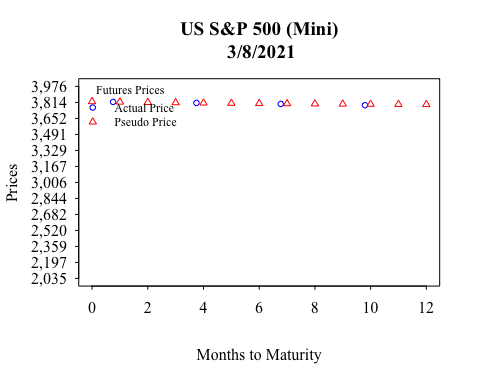 US S&P 500 (Mini)
3/8/2021
Prices
3,976
3,814
3,652
3,491
3,329
3,167
3,006
2,844
2,682
2,520
2,359
2,197
2,035
Futures Prices
Actual Price
Pseudo Price
0 2 4 6 8 10 12
Months to Maturity